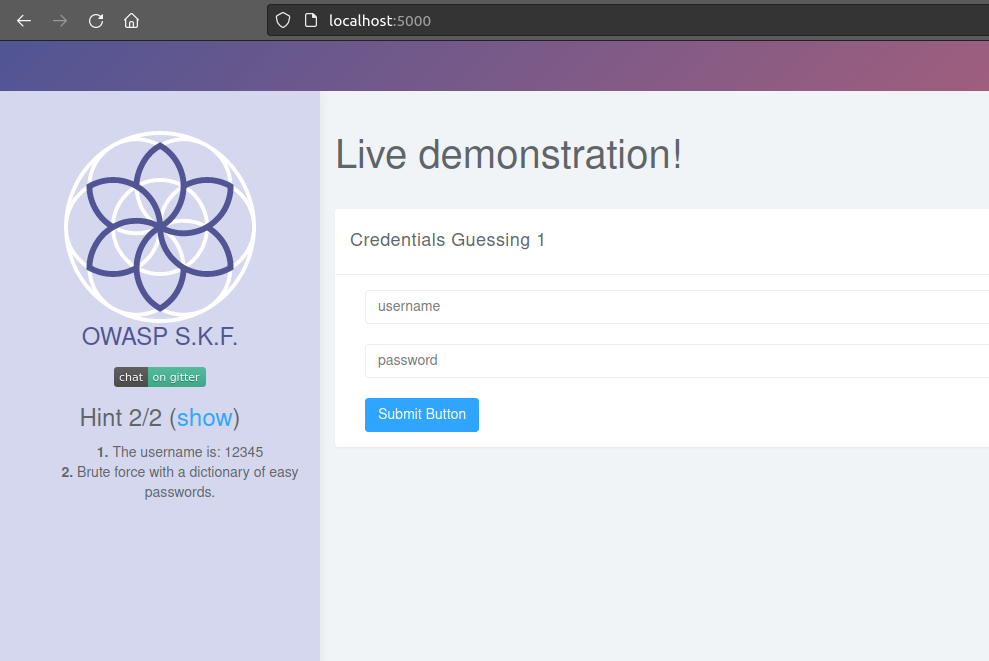 localhost:5000
OWASP S.K.F.
chat on gitter
Hint 2/2 (show)
1. The username is: 12345
2. Brute force with a dictionary of easy
passwords.
Live demonstration!
Credentials Guessing 1
username
password
Submit Button